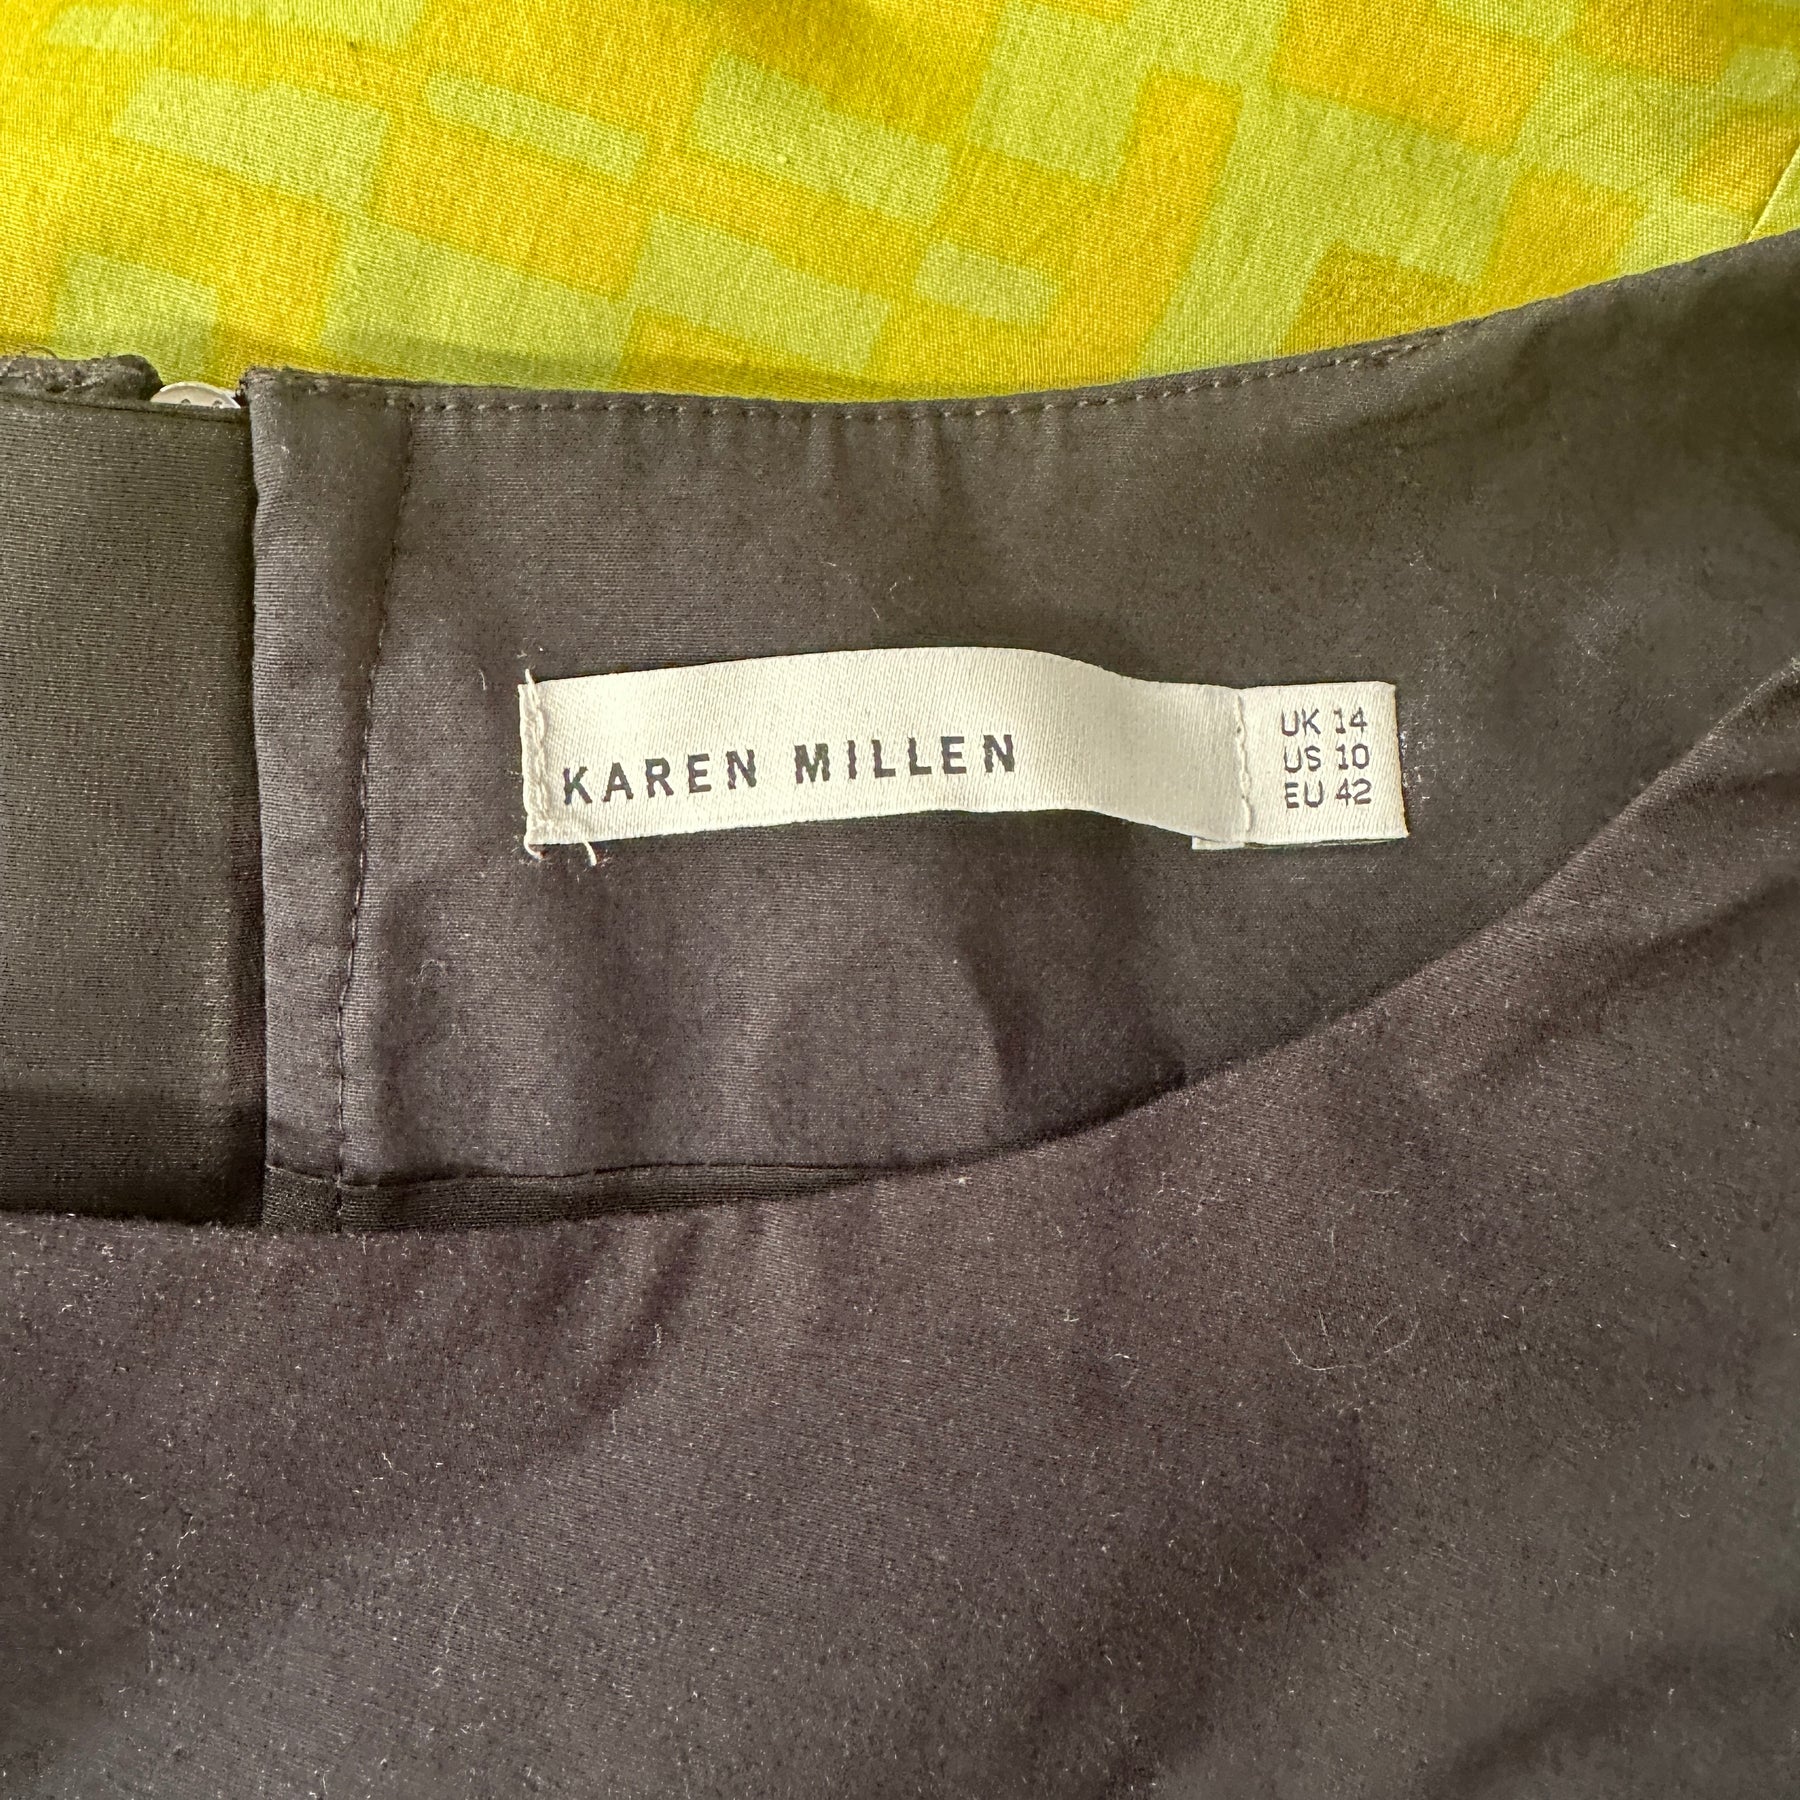 KAREN MILLEN
UK 14
US 10
EU 42